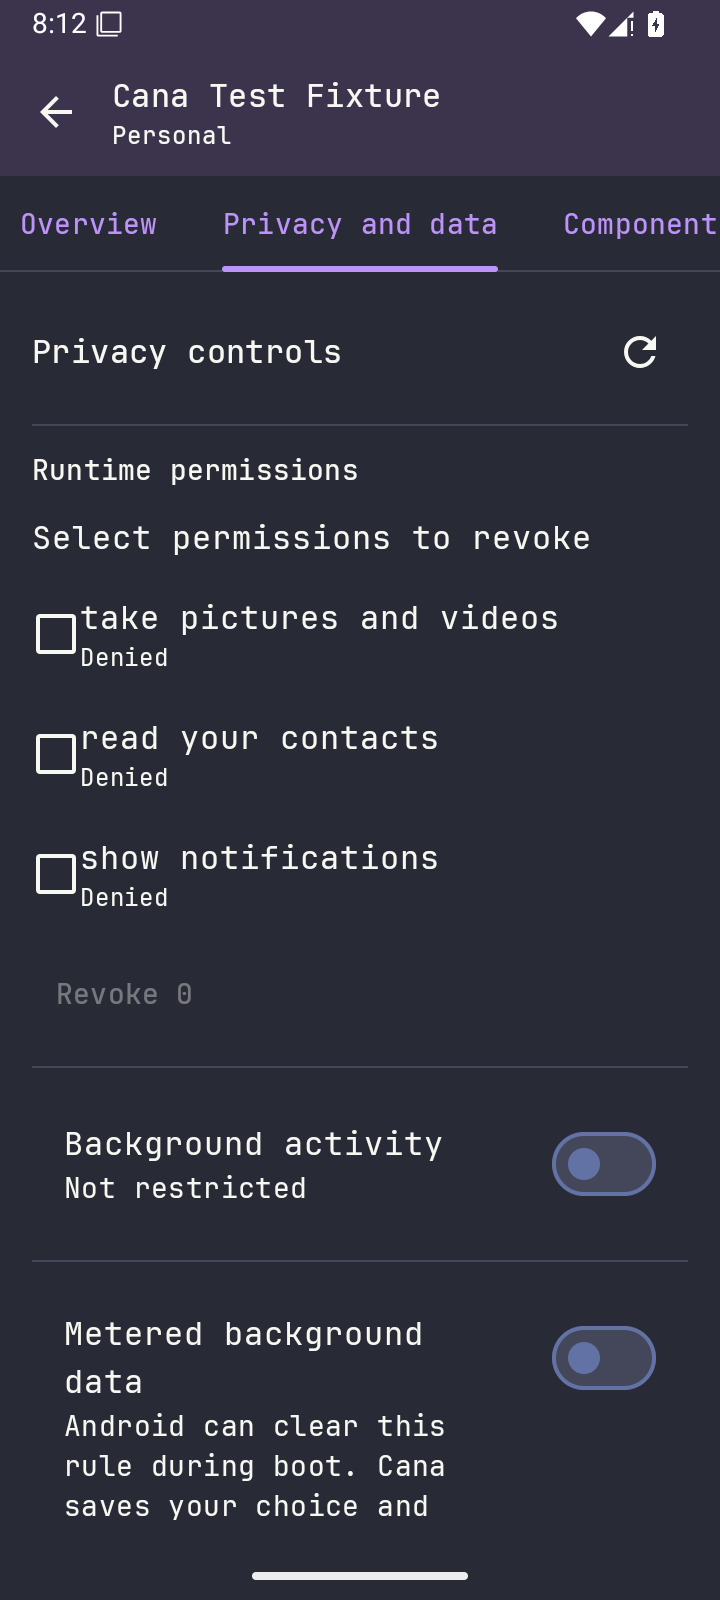 8:12
Cana Test Fixture
Personal
Overview
Privacy and data
Component
Privacy controls
Runtime permissions
Select permissions to revoke
take pictures and videos
Denied
read your contacts
Denied
show notifications
Denied
Revoke 0
Background activity
Not restricted
Metered background
data
Android can clear this
rule during boot. Cana
saves your choice and